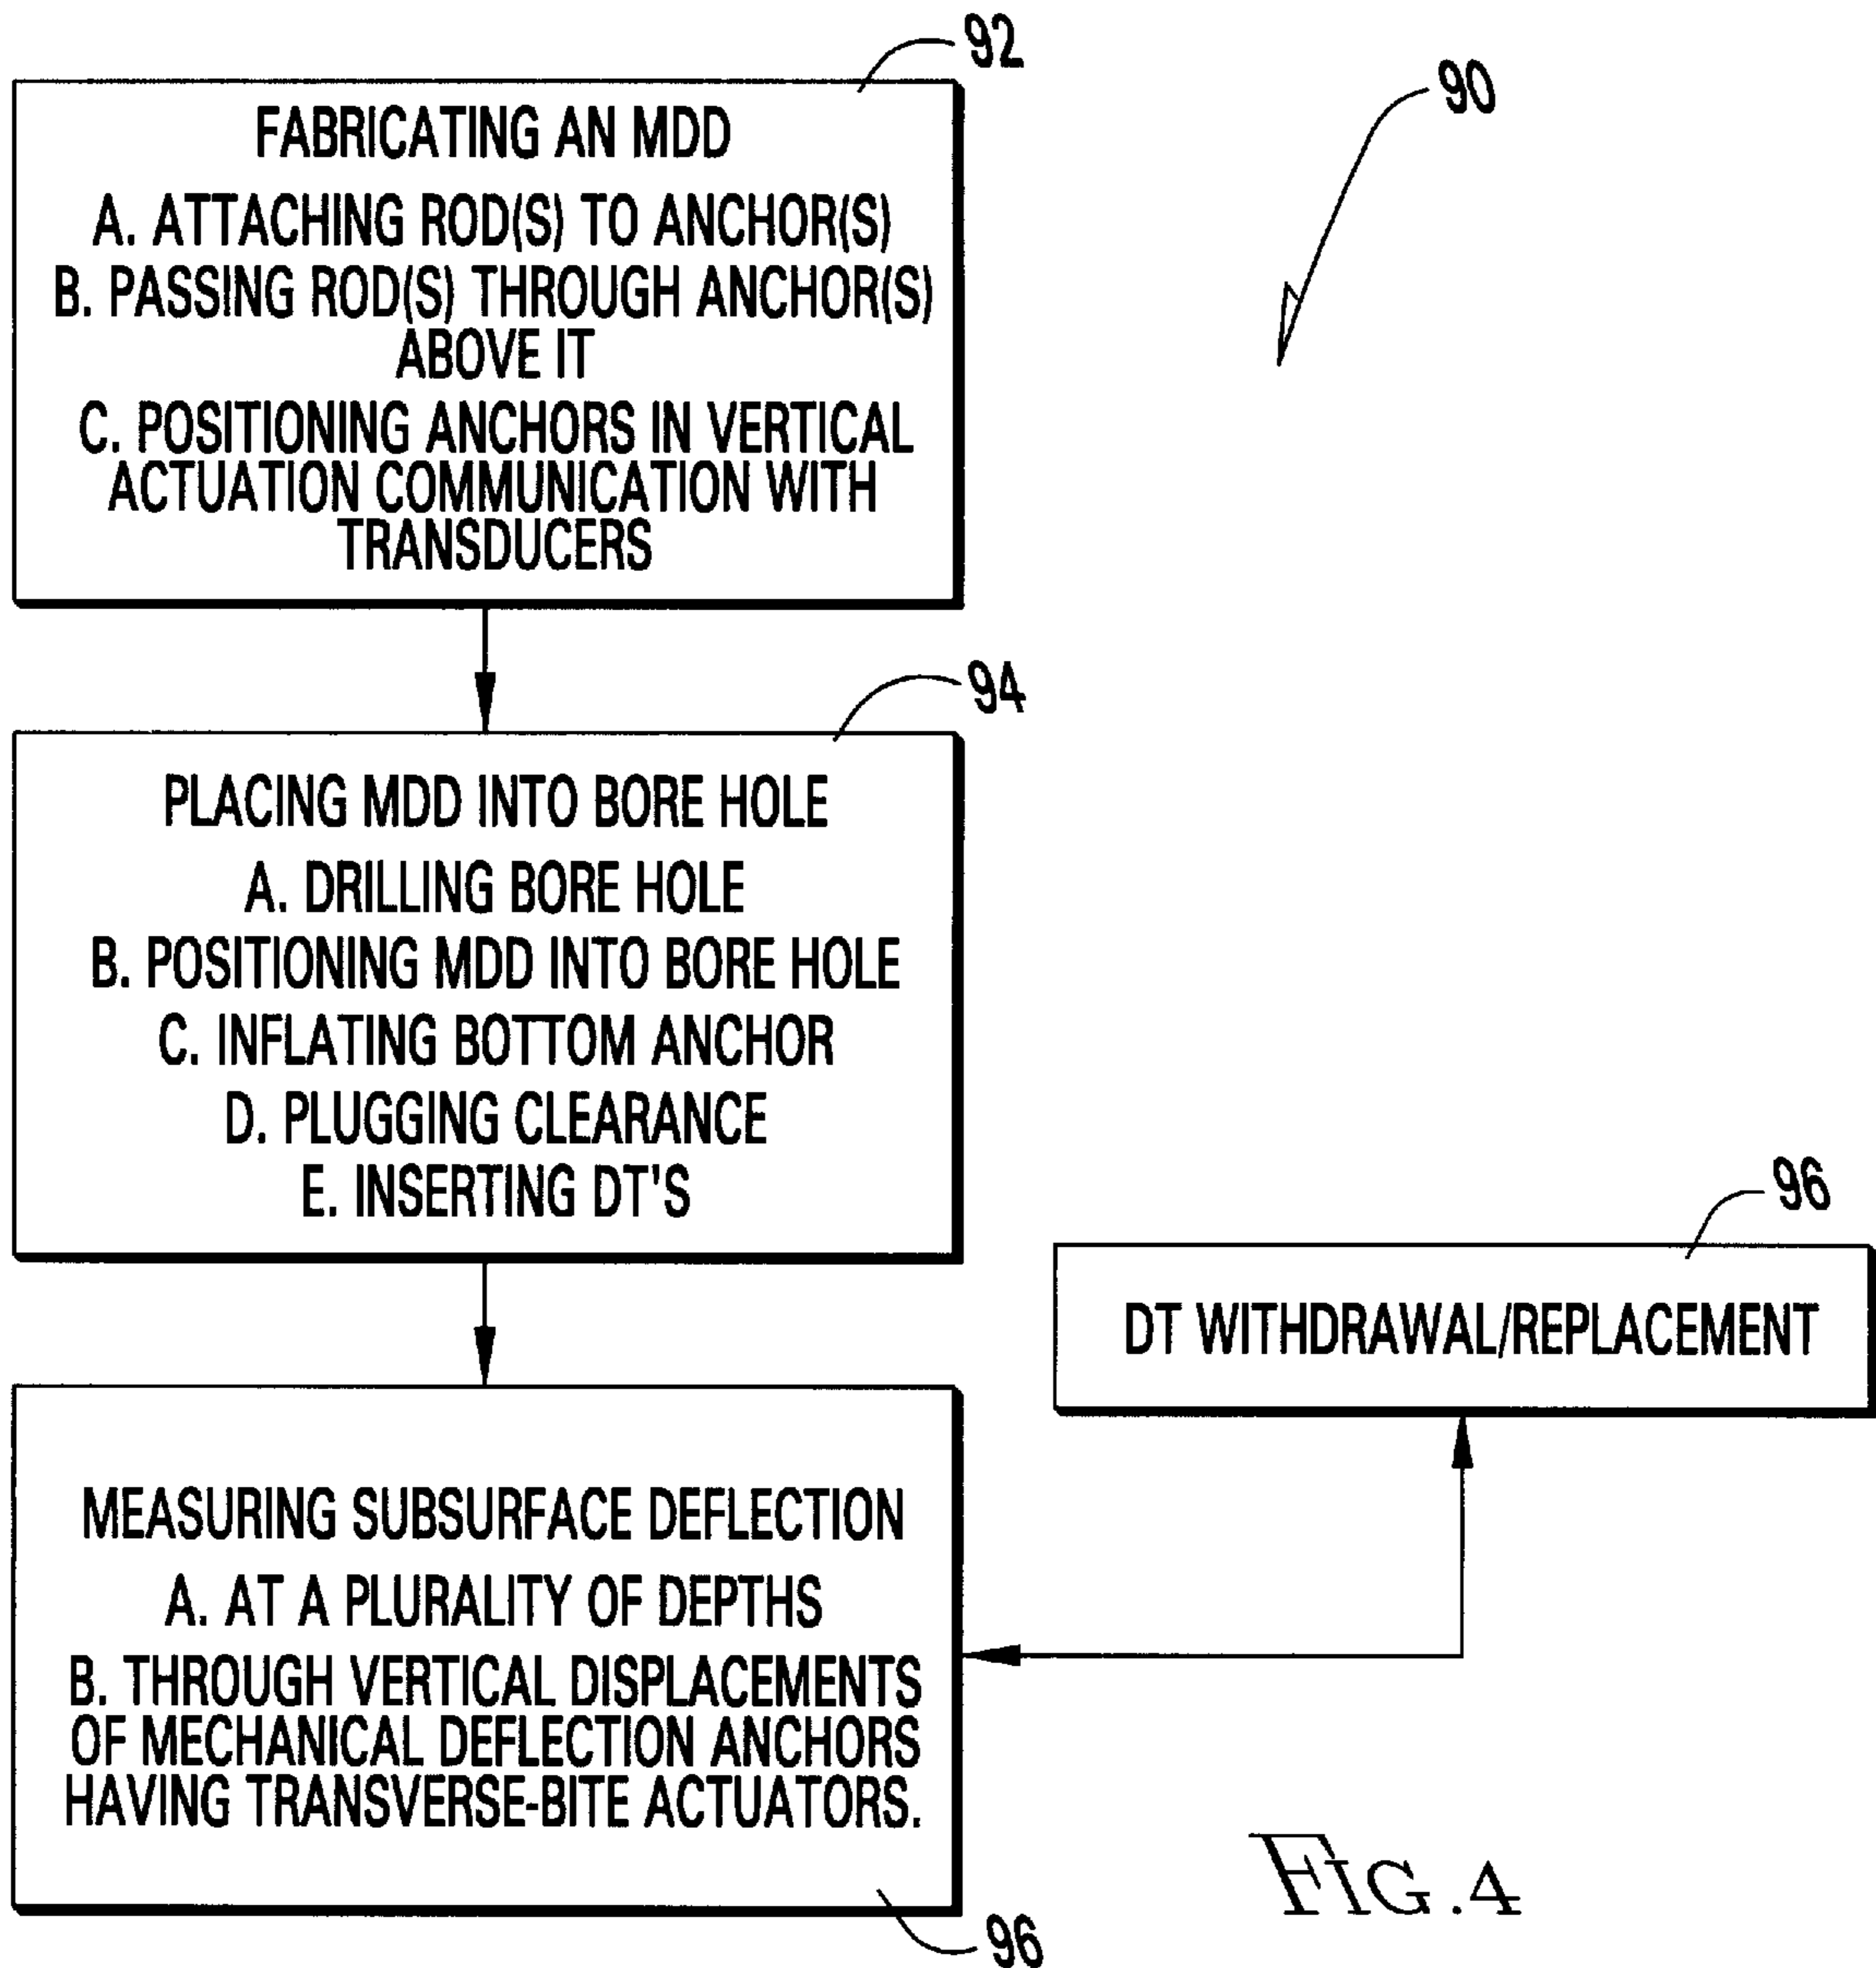 92
90
FABRICATING AN MDD
A. ATTACHING ROD(S) TO ANCHOR(S)
B. PASSING ROD(S) THROUGH ANCHOR(S)
ABOVE IT
C. POSITIONING ANCHORS IN VERTICAL
ACTUATION COMMUNICATION WITH
TRANSDUCERS
94
PLACING MDD INTO BORE HOLE
A. DRILLING BORE HOLE
B. POSITIONING MDD INTO BORE HOLE
C. INFLATING BOTTOM ANCHOR
D. PLUGGING CLEARANCE
E. INSERTING DT'S
96
DT WITHDRAWAL/REPLACEMENT
MEASURING SUBSURFACE DEFLECTION
A. AT A PLURALITY OF DEPTHS
B. THROUGH VERTICAL DISPLACEMENTS
OF MECHANICAL DEFLECTION ANCHORS
HAVING TRANSVERSE-BITE ACTUATORS.
96
FIG.4